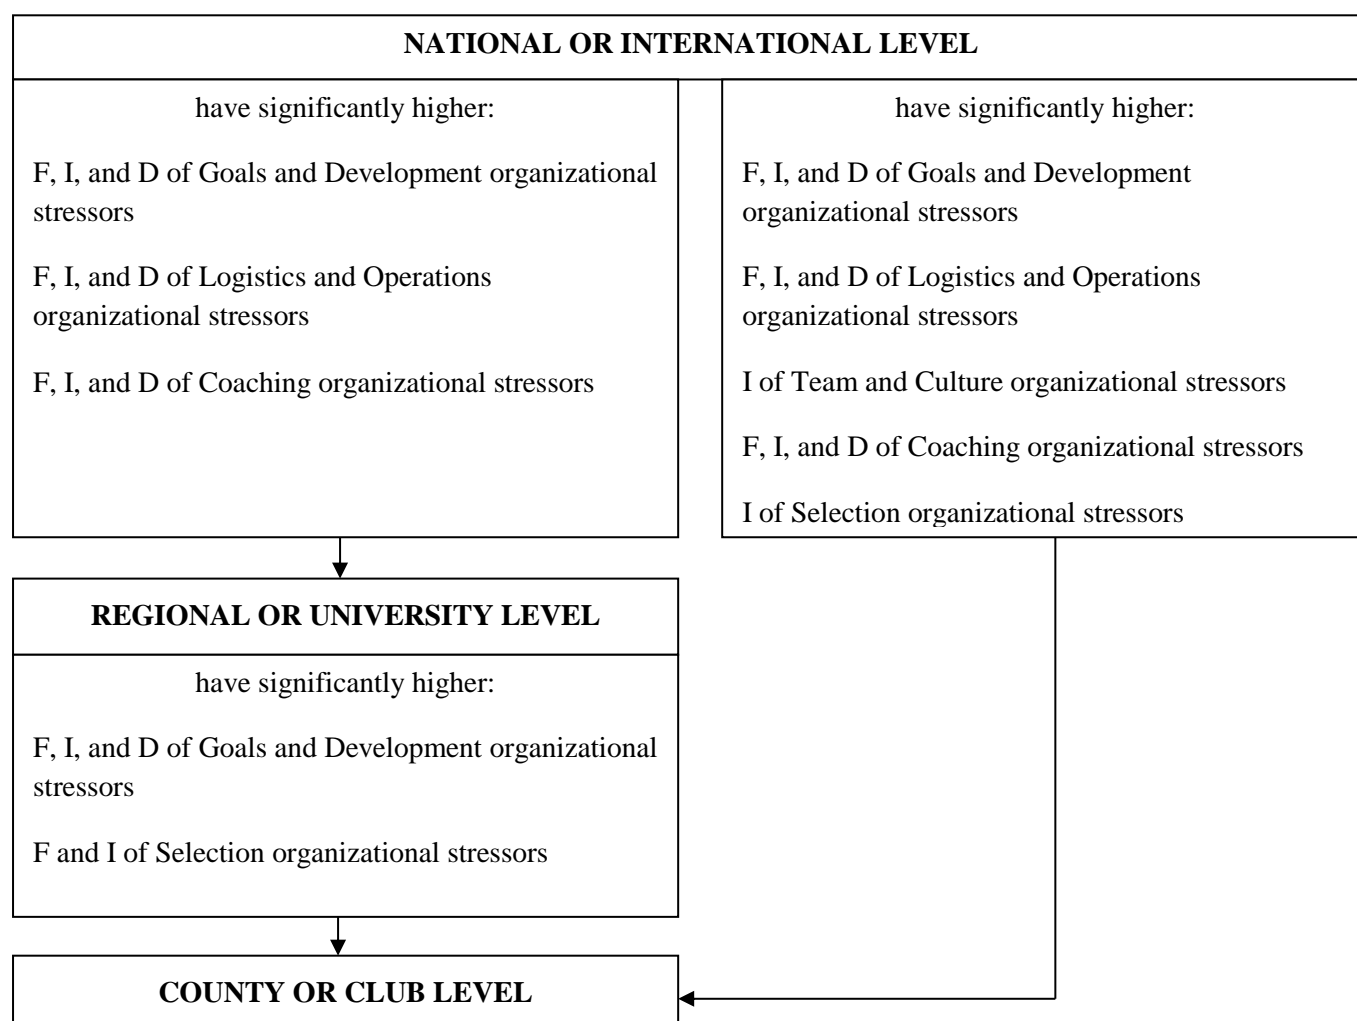 NATIONAL OR INTERNATIONAL LEVEL
have significantly higher:
F, I, and D of Goals and Development organizational
stressors
F, I, and D of Logistics and Operations
organizational stressors
F, I, and D of Coaching organizational stressors
have significantly higher:
F, I, and D of Goals and Development
organizational stressors
F, I, and D of Logistics and Operations
organizational stressors
I of Team and Culture organizational stressors
F, I, and D of Coaching organizational stressors
I of Selection organizational stressors
REGIONAL OR UNIVERSITY LEVEL
have significantly higher:
F, I, and D of Goals and Development organizational
stressors
F and I of Selection organizational stressors
COUNTY OR CLUB LEVEL